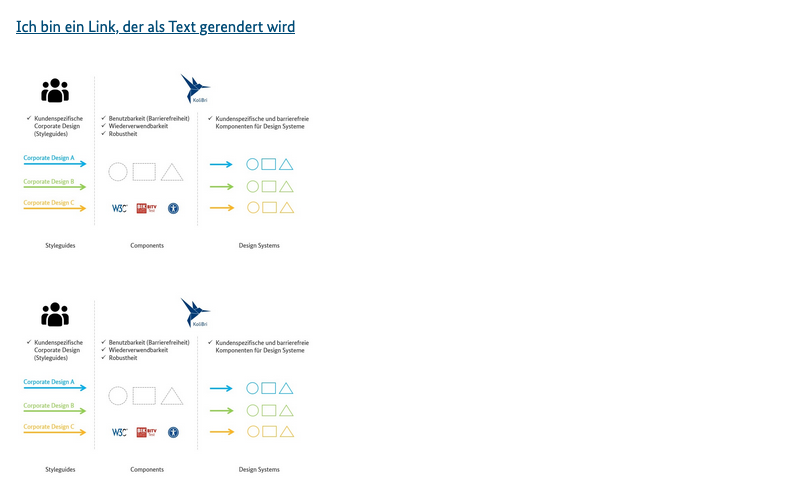 Ich bin ein Link, der als Text gerendert wird
KoliBri
✓ Kundenspezifische
Corporate Design
(Styleguides)
✓ Benutzbarkeit (Barrierefreiheit)
✓ Wiederverwendbarkeit
✓ Robustheit
✓ Kundenspezifische und barrierefreie
Komponenten für Design Systeme
Corporate Design A
Corporate Design B
Corporate Design C
W3C
BIK BITV
Test
Styleguides
Components
Design Systems
KoliBri
✓ Kundenspezifische
Corporate Design
(Styleguides)
✓ Benutzbarkeit (Barrierefreiheit)
✓ Wiederverwendbarkeit
✓ Robustheit
✓ Kundenspezifische und barrierefreie
Komponenten für Design Systeme
Corporate Design A
Corporate Design B
Corporate Design C
W3C
BIK BITV
Test
Styleguides
Components
Design Systems